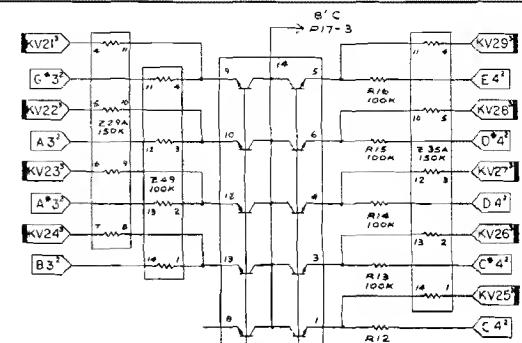 8' C
P17-3
KV21³
4
11
9
14
5
11
4
KV29³
G#3²
11
4
R16
100K
E4²
KV22³
5
10
10
6
10
5
KV28³
Z29A
150K
A3²
12
3
R15
100K
Z35A
150K
D#4²
KV23³
6
9
Z49
100K
12
4
12
3
KV27³
A#3²
13
2
R14
100K
D4²
KV24³
7
8
13
3
13
2
KV26³
B3²
14
1
R13
100K
C#4²
14
1
KV25³
8
1
R12
C4²